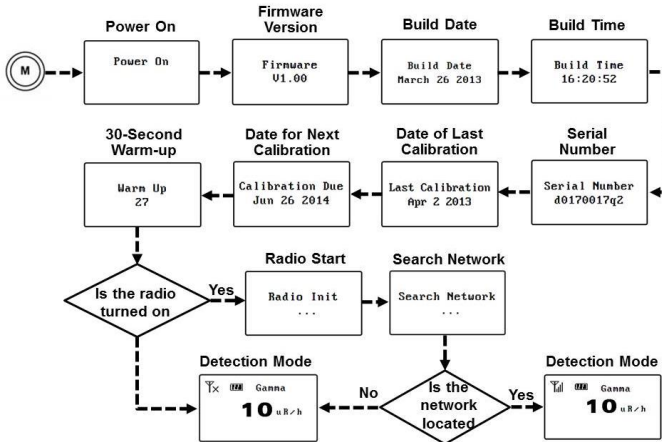 Power On
Firmware
Version
Build Date
Build Time
M
Power On
Firmware
V1.00
Build Date
March 26 2013
Build Time
16:20:52
30-Second
Warm-up
Date for Next
Calibration
Date of Last
Calibration
Serial
Number
Warm Up
27
Calibration Due
Jun 26 2014
Last Calibration
Apr 2 2013
Serial Number
d0170017q2
Is the radio
turned on
Yes
Radio Start
Radio Init
...
Search Network
Search Network
...
Detection Mode
Gamma
10 uR/h
No
Is the
network
located
Yes
Detection Mode
Gamma
10 uR/h